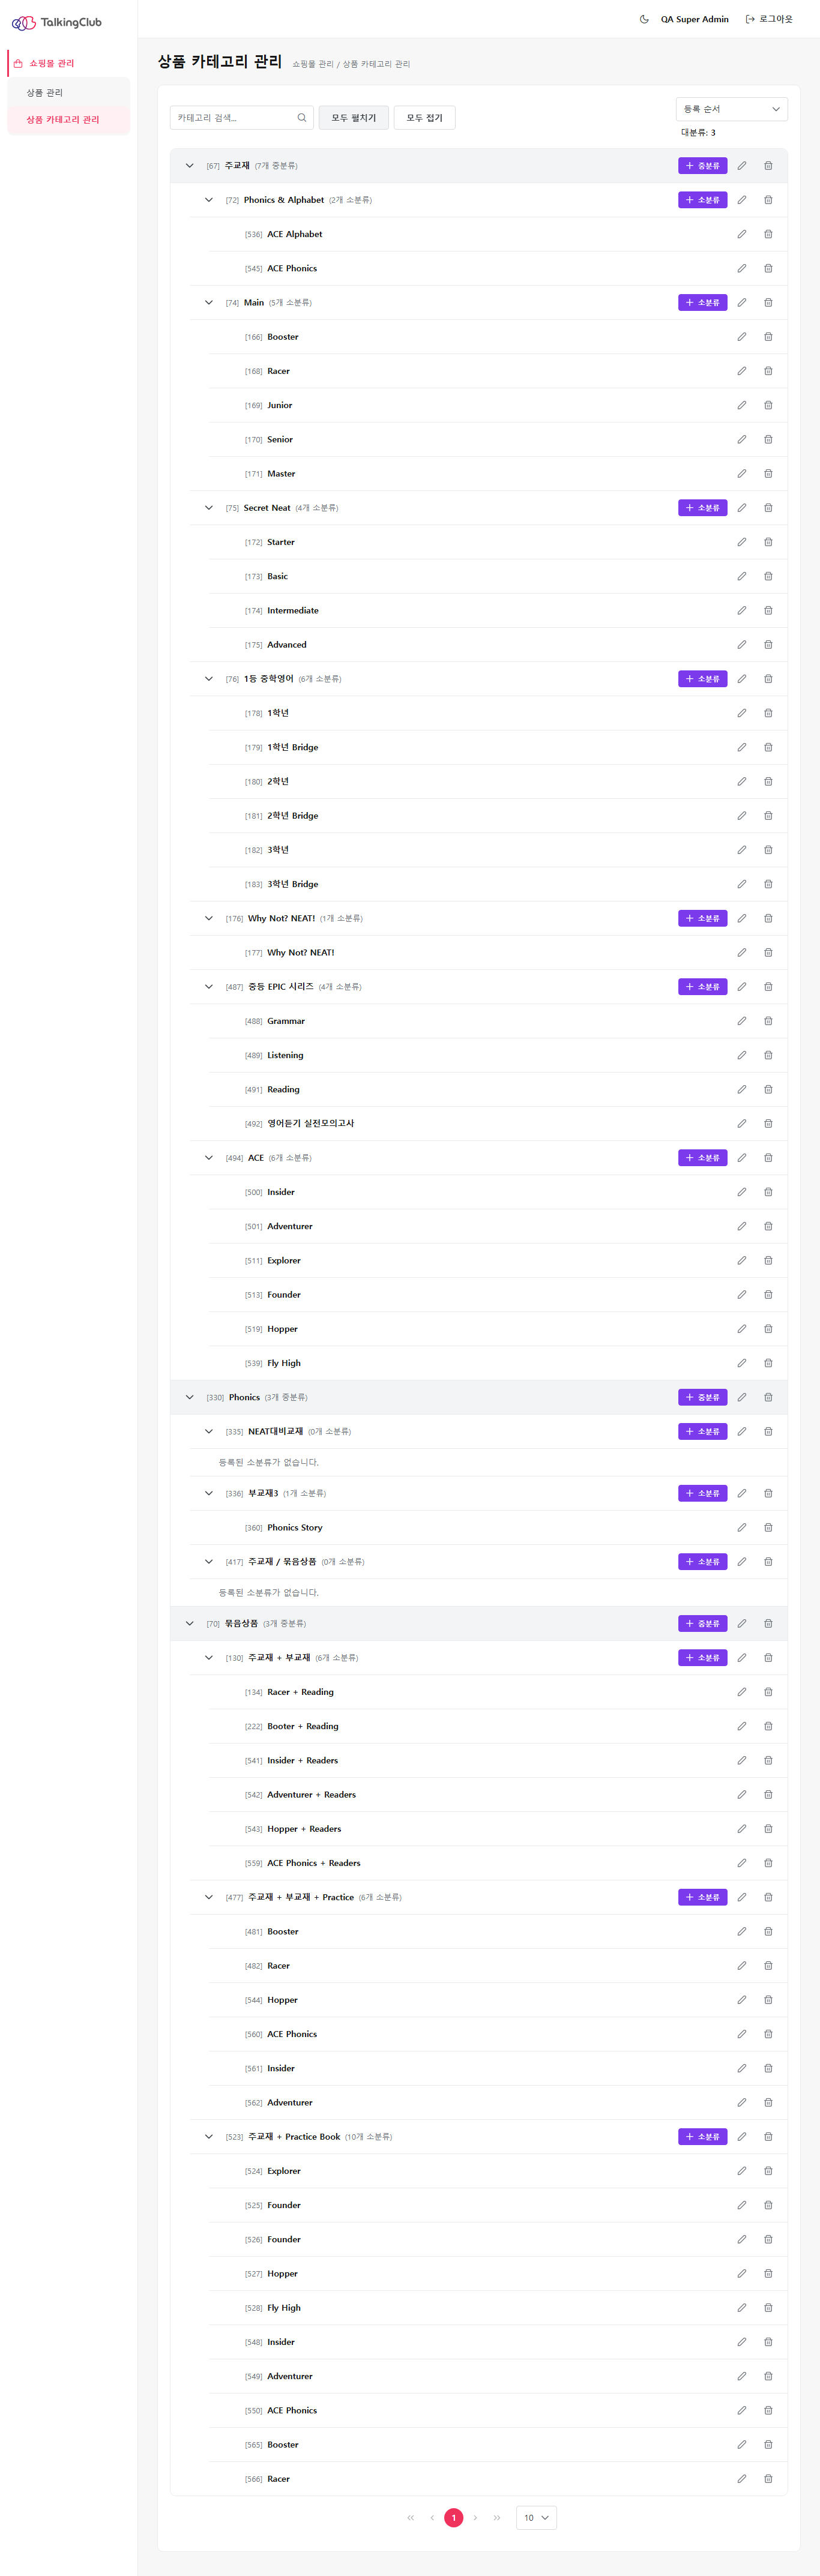 TalkingClub
QA Super Admin 로그아웃
쇼핑몰 관리
상품 관리
상품 카테고리 관리
상품 카테고리 관리 쇼핑몰 관리 / 상품 카테고리 관리
카테고리 검색... 모두 펼치기 모두 접기 등록 순서
대분류: 3
[67] 주교재 (7개 중분류) + 중분류
[72] Phonics & Alphabet (2개 소분류) + 소분류
[536] ACE Alphabet
[545] ACE Phonics
[74] Main (5개 소분류) + 소분류
[166] Booster
[168] Racer
[169] Junior
[170] Senior
[171] Master
[75] Secret Neat (4개 소분류) + 소분류
[172] Starter
[173] Basic
[174] Intermediate
[175] Advanced
[76] 1등 중학영어 (6개 소분류) + 소분류
[178] 1학년
[179] 1학년 Bridge
[180] 2학년
[181] 2학년 Bridge
[182] 3학년
[183] 3학년 Bridge
[176] Why Not? NEAT! (1개 소분류) + 소분류
[177] Why Not? NEAT!
[487] 중등 EPIC 시리즈 (4개 소분류) + 소분류
[488] Grammar
[489] Listening
[491] Reading
[492] 영어듣기 실전모의고사
[494] ACE (6개 소분류) + 소분류
[500] Insider
[501] Adventurer
[511] Explorer
[513] Founder
[519] Hopper
[539] Fly High
[330] Phonics (3개 중분류) + 중분류
[335] NEAT대비교재 (0개 소분류) + 소분류
등록된 소분류가 없습니다.
[336] 부교재3 (1개 소분류) + 소분류
[360] Phonics Story
[417] 주교재 / 묶음상품 (0개 소분류) + 소분류
등록된 소분류가 없습니다.
[70] 묶음상품 (3개 중분류) + 중분류
[130] 주교재 + 부교재 (6개 소분류) + 소분류
[134] Racer + Reading
[222] Booter + Reading
[541] Insider + Readers
[542] Adventurer + Readers
[543] Hopper + Readers
[559] ACE Phonics + Readers
[477] 주교재 + 부교재 + Practice (6개 소분류) + 소분류
[481] Booster
[482] Racer
[544] Hopper
[560] ACE Phonics
[561] Insider
[562] Adventurer
[523] 주교재 + Practice Book (10개 소분류) + 소분류
[524] Explorer
[525] Founder
[526] Founder
[527] Hopper
[528] Fly High
[548] Insider
[549] Adventurer
[550] ACE Phonics
[565] Booster
[566] Racer
1 10